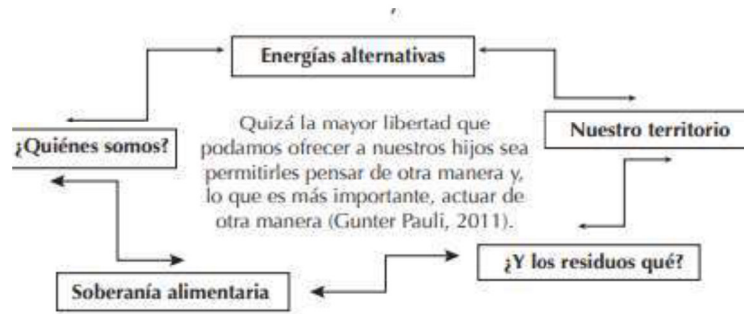 Energías alternativas
¿Quiénes somos?
Quizá la mayor libertad que
podamos ofrecer a nuestros hijos sea
permitirles pensar de otra manera y,
lo que es más importante, actuar de
otra manera (Gunter Pauli, 2011).
Nuestro territorio
¿Y los residuos qué?
Soberanía alimentaria